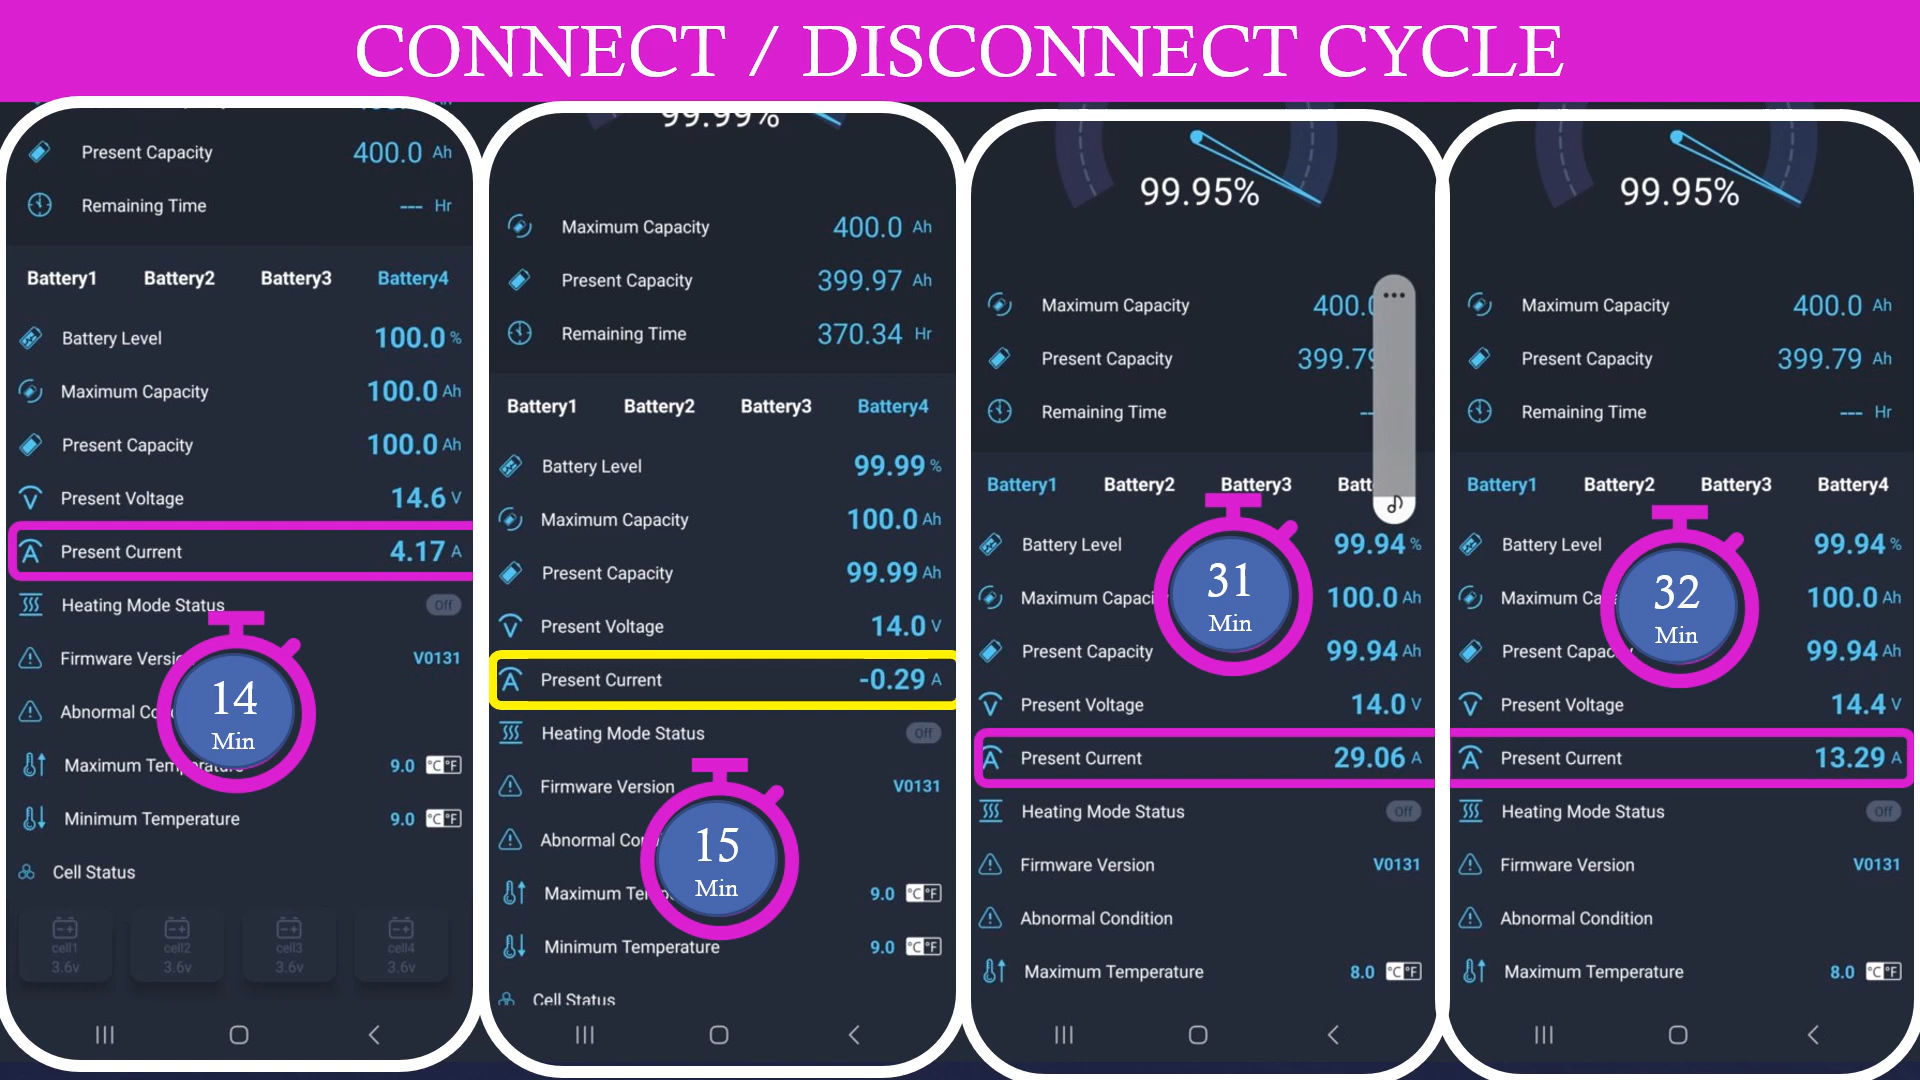 CONNECT / DISCONNECT CYCLE
Present Capacity 400.0 Ah
Remaining Time --- Hr
Battery1 Battery2 Battery3 Battery4
Battery Level 100.0 %
Maximum Capacity 100.0 Ah
Present Capacity 100.0 Ah
Present Voltage 14.6 V
Present Current 4.17 A
Heating Mode Status Off
Firmware V0131
Abnormal
14
Min
Maximum 9.0 °C °F
Minimum Temperature 9.0 °C °F
Cell Status
cell1 cell2 cell3 cell4
3.6v 3.6v 3.6v 3.6v
99.99%
Maximum Capacity 400.0 Ah
Present Capacity 399.97 Ah
Remaining Time 370.34 Hr
Battery1 Battery2 Battery3 Battery4
Battery Level 99.99 %
Maximum Capacity 100.0 Ah
Present Capacity 99.99 Ah
Present Voltage 14.0 V
Present Current -0.29 A
Heating Mode Status Off
Firmware Version V0131
Abnormal
15
Min
Maximum 9.0 °C °F
Minimum Temperature 9.0 °C °F
Cell Status
99.95%
Maximum Capacity 400.0
Present Capacity 399.79
Remaining Time --
Battery1 Battery2 Battery3 Batt
Battery Level 99.94 %
31
Min
Maximum Capaci 100.0 Ah
Present Capacity 99.94 Ah
Present Voltage 14.0 V
Present Current 29.06 A
Heating Mode Status Off
Firmware Version V0131
Abnormal Condition
Maximum Temperature 8.0 °C °F
99.95%
Maximum Capacity 400.0 Ah
Present Capacity 399.79 Ah
Remaining Time --- Hr
Battery1 Battery2 Battery3 Battery4
Battery Level 99.94 %
32
Min
Maximum Ca 100.0 Ah
Present Capac 99.94 Ah
Present Voltage 14.4 V
Present Current 13.29 A
Heating Mode Status Off
Firmware Version V0131
Abnormal Condition
Maximum Temperature 8.0 °C °F